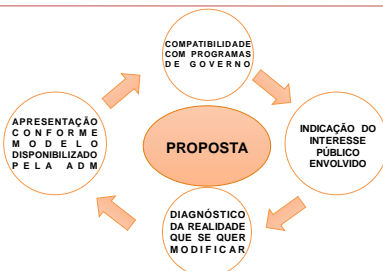 COMPATIBILIDADE
COM PROGRAMAS
DE GOVERNO
APRESENTAÇÃO
CONFORME
MODELO
DISPONIBILIZADO
PELA ADM
PROPOSTA
INDICAÇÃO DO
INTERESSE
PÚBLICO
ENVOLVIDO
DIAGNÓSTICO
DA REALIDADE
QUE SE QUER
MODIFICAR